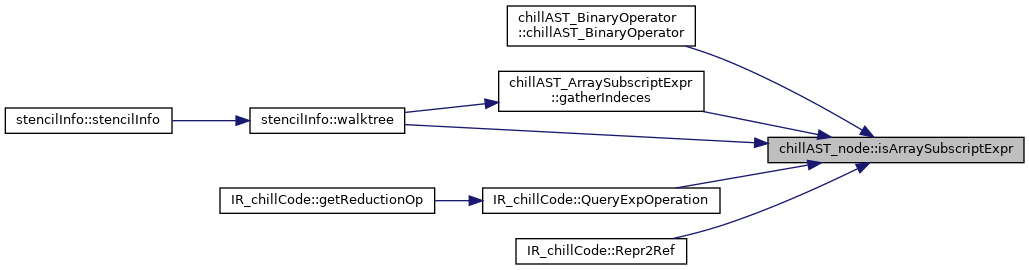 chillAST_BinaryOperator
::chillAST_BinaryOperator
chillAST_ArraySubscriptExpr
::gatherIndeces
stencilInfo::stencilInfo
stencilInfo::walktree
chillAST_node::isArraySubscriptExpr
IR_chillCode::getReductionOp
IR_chillCode::QueryExpOperation
IR_chillCode::Repr2Ref